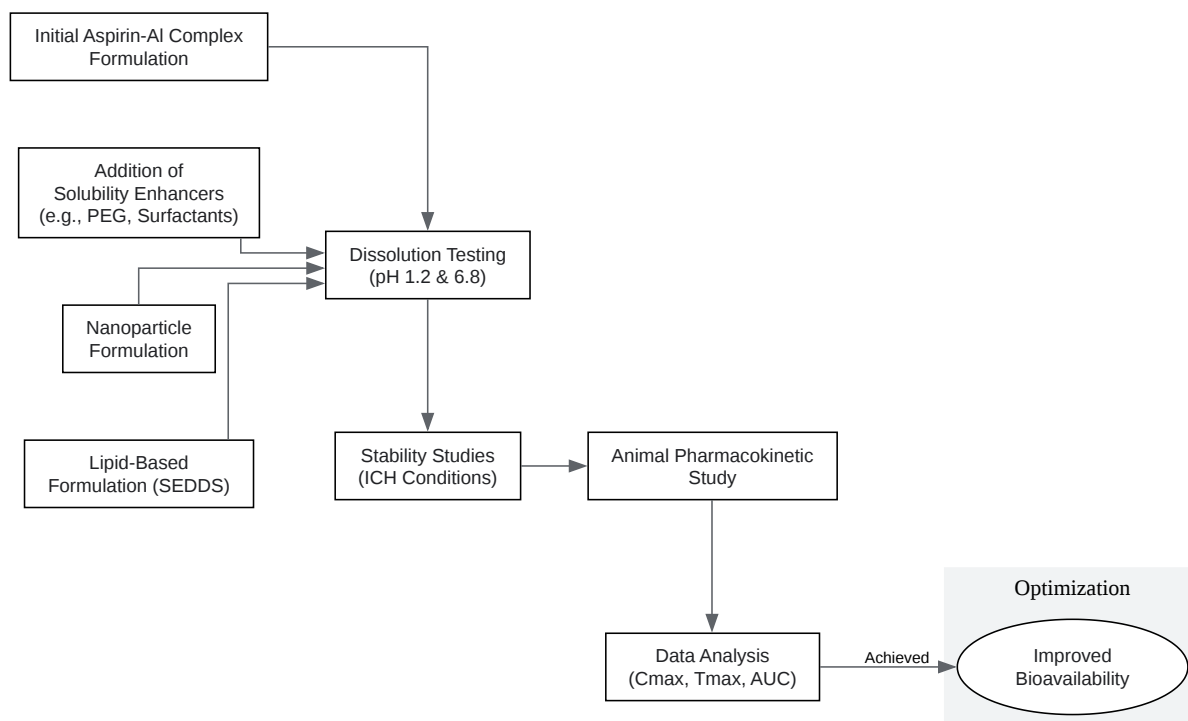 Initial Aspirin-Al Complex
Formulation
Addition of
Solubility Enhancers
(e.g., PEG, Surfactants)
Dissolution Testing
(pH 1.2 & 6.8)
Nanoparticle
Formulation
Lipid-Based
Formulation (SEDDS)
Stability Studies
(ICH Conditions)
Animal Pharmacokinetic
Study
Optimization
Data Analysis
(Cmax, Tmax, AUC)
Achieved
Improved
Bioavailability